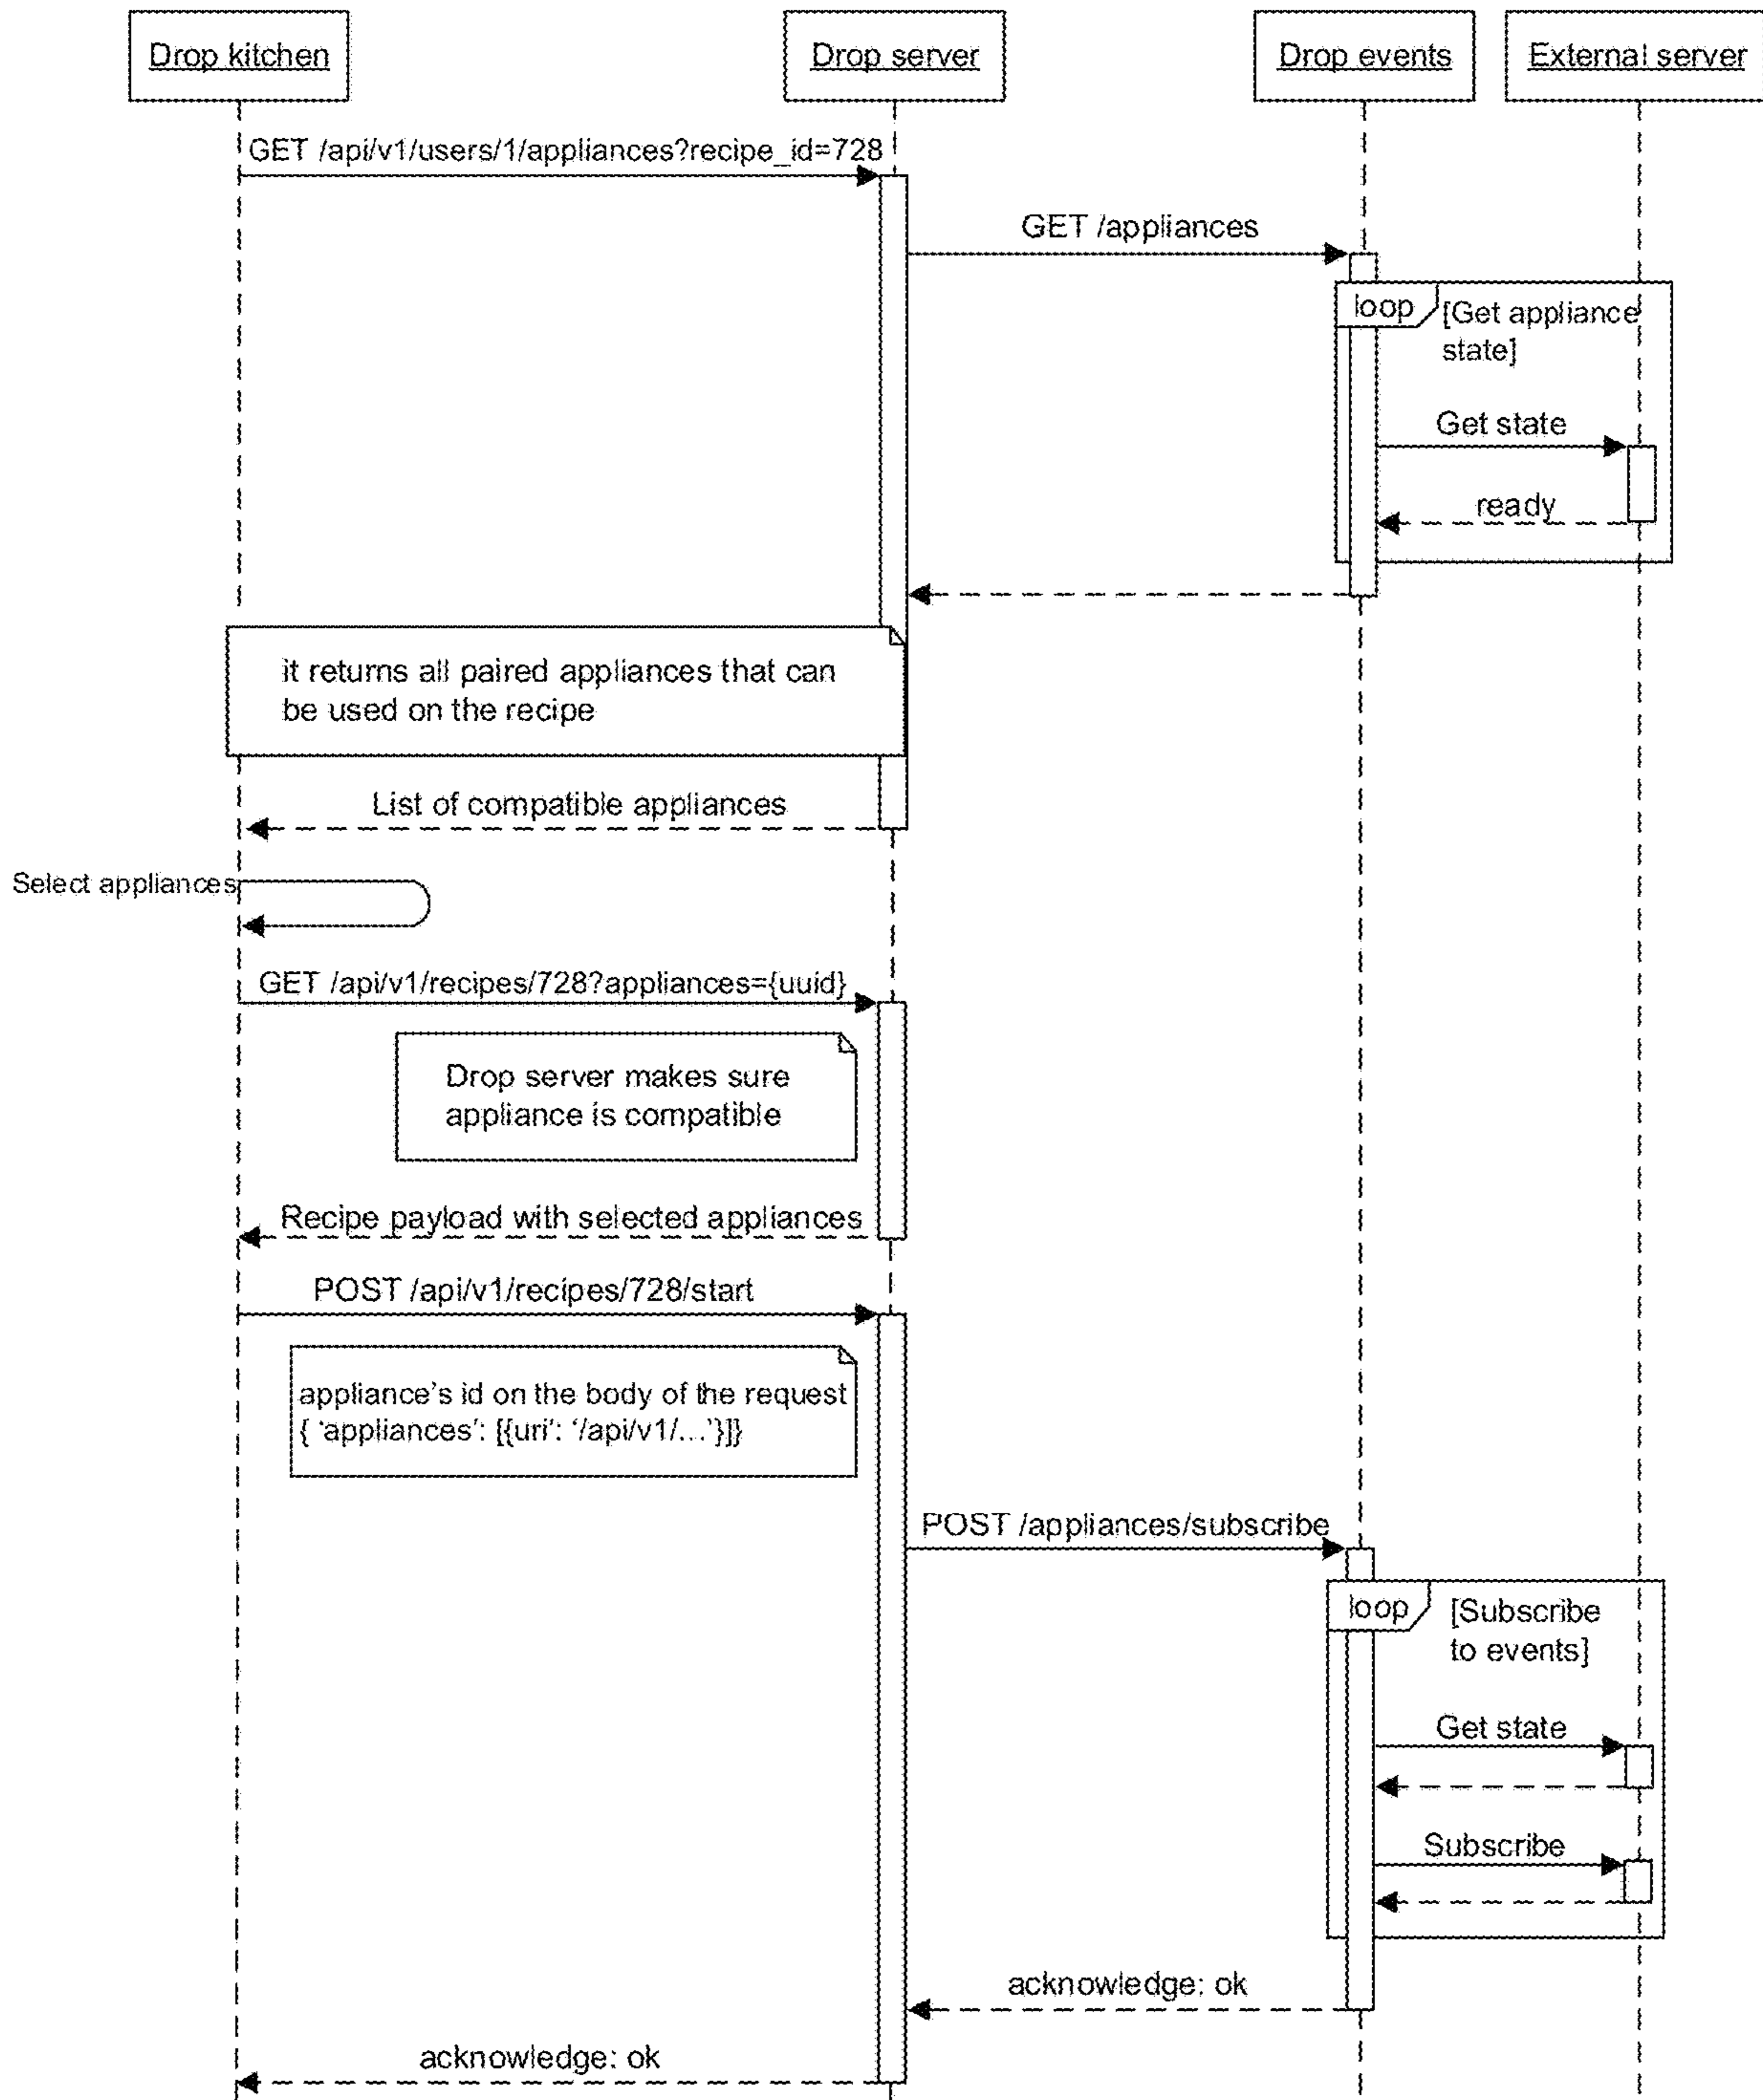 Drop kitchen
Drop server
Drop events
External server
GET /api/v1/users/1/appliances?recipe_id=728
GET /appliances
loop
[Get appliance
state]
Get state
ready
it returns all paired appliances that can
be used on the recipe
List of compatible appliances
Select appliances
GET /api/v1/recipes/728?appliances={uuid}
Drop server makes sure
appliance is compatible
Recipe payload with selected appliances
POST /api/v1/recipes/728/start
appliance’s id on the body of the request
{ ‘appliances’: [{uri’: ‘/api/v1/...’}]}
POST /appliances/subscribe
loop
[Subscribe
to events]
Get state
Subscribe
acknowledge: ok
acknowledge: ok